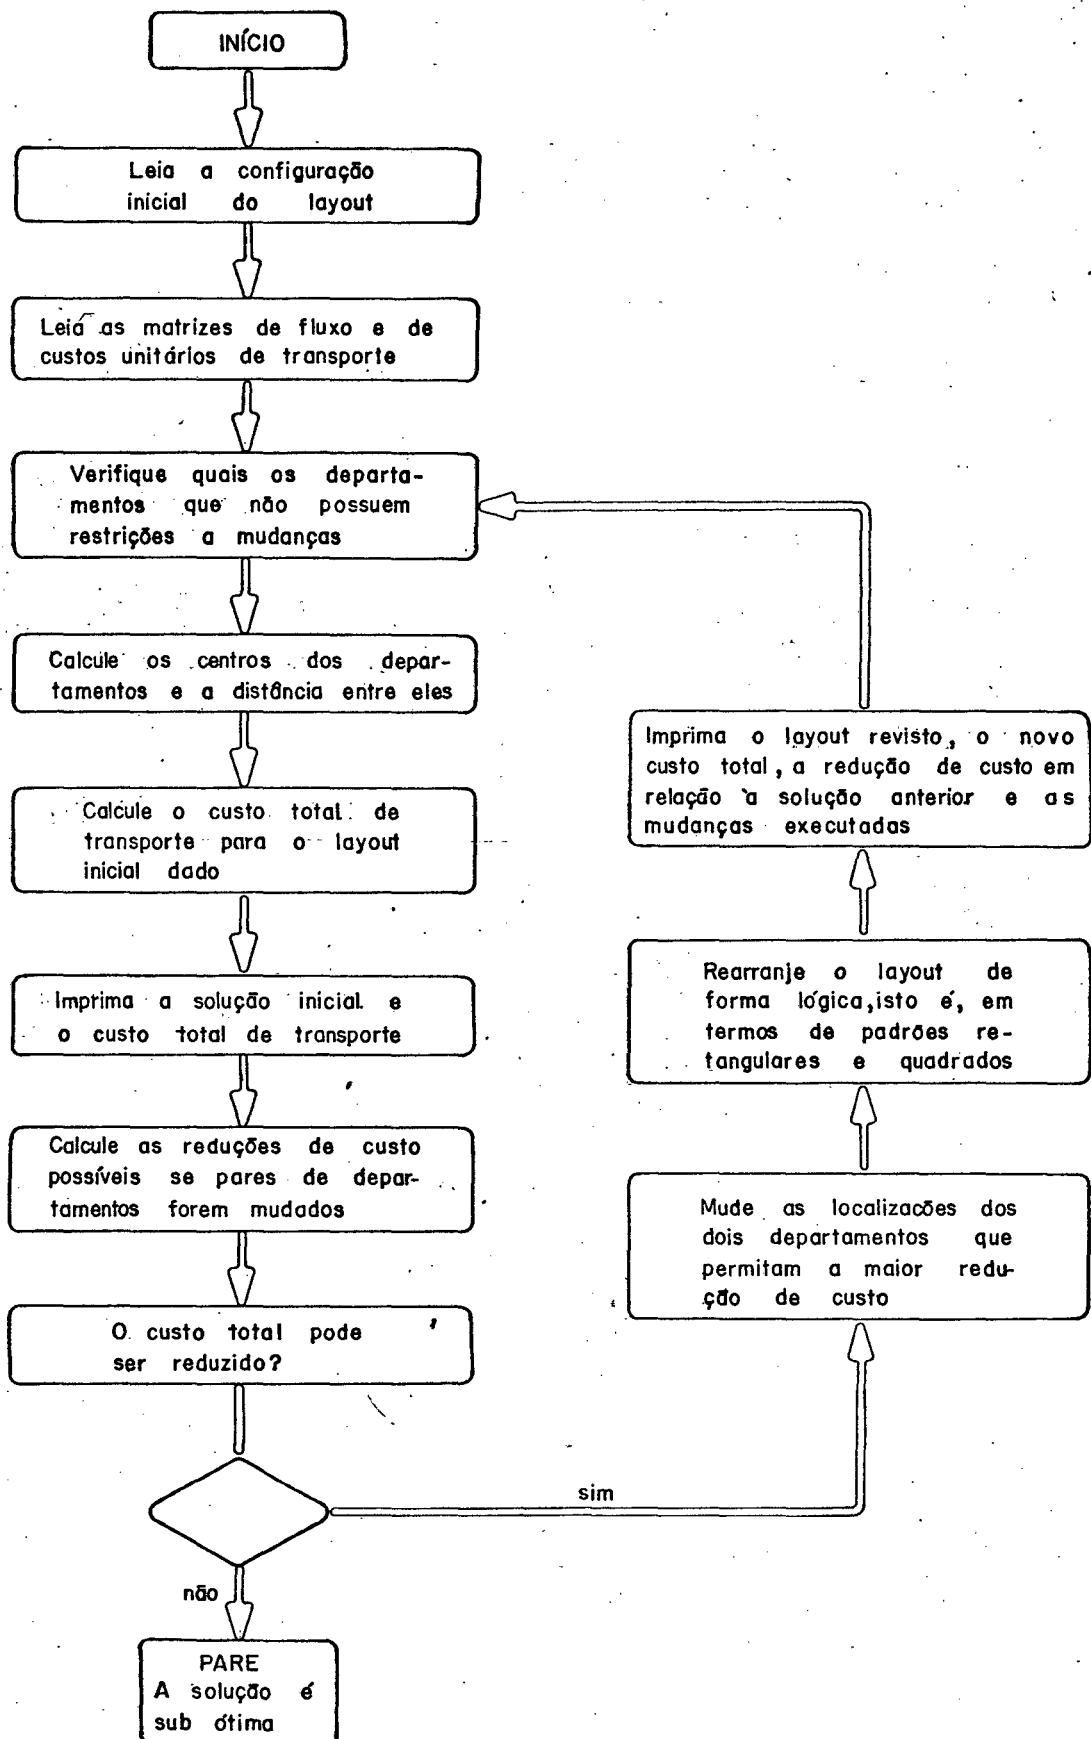 INÍCIO
Leia a configuração
inicial do layout
Leia as matrizes de fluxo e de
custos unitários de transporte
Verifique quais os departa-
mentos que não possuem
restrições a mudanças
Calcule os centros dos depar-
tamentos e a distância entre eles
Calcule o custo total de
transporte para o layout
inicial dado
Imprima a solução inicial e
o custo total de transporte
Calcule as reduções de custo
possíveis se pares de depar-
tamentos forem mudados
O custo total pode
ser reduzido?
sim
não
PARE
A solução é
sub ótima
Mude as localizacões dos
dois departamentos que
permitam a maior redu-
ção de custo
Rearranje o layout de
forma lógica, isto é, em
termos de padrões re-
tangulares e quadrados
Imprima o layout revisto, o novo
custo total, a redução de custo em
relação à solução anterior e as
mudanças executadas